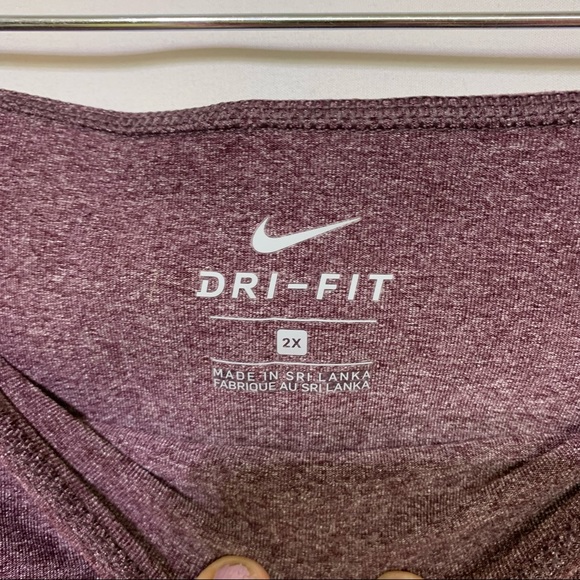 DRI-FIT
2X
MADE IN SRI LANKA
FABRIQUE AU SRI LANKA